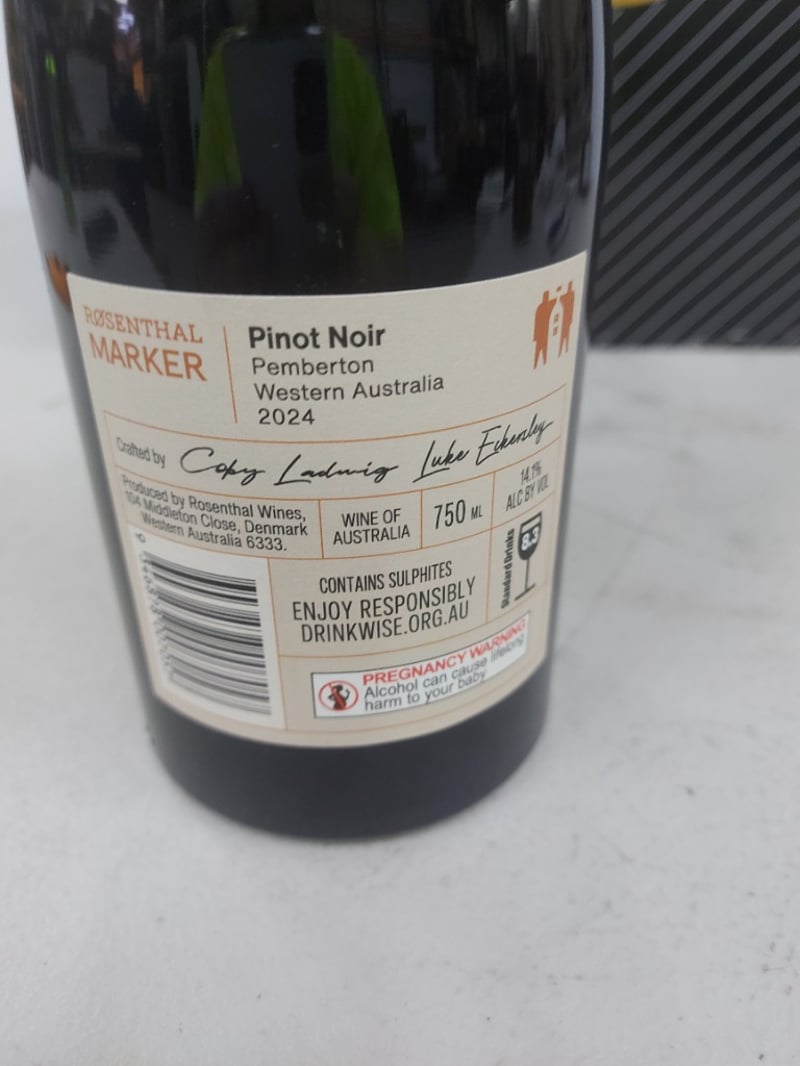 RØSENTHAL
MARKER
Pinot Noir
Pemberton
Western Australia
2024
Crafted by Coby Ladwig Luke Eckersley
Produced by Rosenthal Wines,
104 Middleton Close, Denmark
Western Australia 6333.
WINE OF
AUSTRALIA
750 ML
14.1%
ALC BY VOL
CONTAINS SULPHITES
ENJOY RESPONSIBLY
DRINKWISE.ORG.AU
Standard Drinks
8.3
PREGNANCY WARNING
Alcohol can cause lifelong
harm to your baby